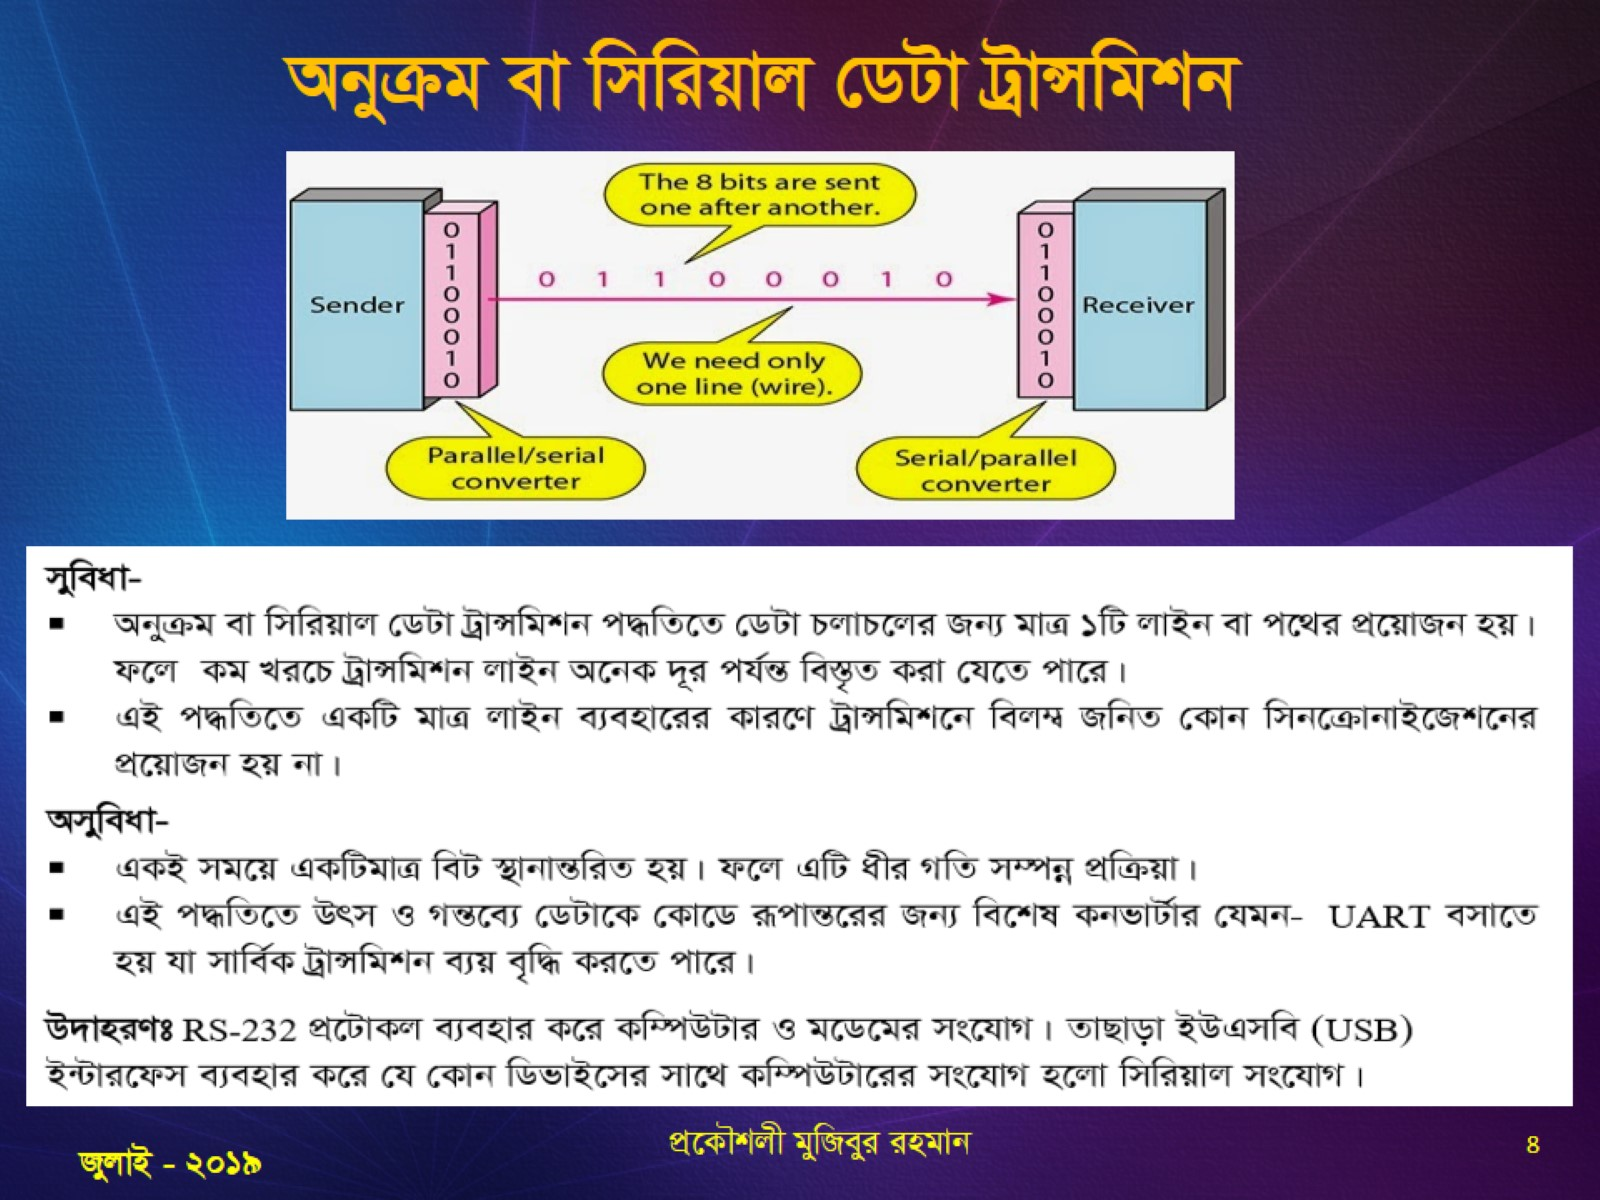 অনুক্রম বা সিরিয়াল ডেটা ট্রান্সমিশন
The 8 bits are sent
one after another.
0 1 1 0 0 0 1 0
0
1
1
0
0
0
1
0
Sender
0
1
1
0
0
0
1
0
Receiver
We need only
one line (wire).
Parallel/serial
converter
Serial/parallel
converter
সুবিধা-
▪ অনুক্রম বা সিরিয়াল ডেটা ট্রান্সমিশন পদ্ধতিতে ডেটা চলাচলের জন্য মাত্র ১টি লাইন বা পথের প্রয়োজন হয়।
ফলে কম খরচে ট্রান্সমিশন লাইন অনেক দূর পর্যন্ত বিস্তৃত করা যেতে পারে।
▪ এই পদ্ধতিতে একটি মাত্র লাইন ব্যবহারের কারণে ট্রান্সমিশনে বিলম্ব জনিত কোন সিনক্রোনাইজেশনের
প্রয়োজন হয় না।
অসুবিধা-
▪ একই সময়ে একটিমাত্র বিট স্থানান্তরিত হয়। ফলে এটি ধীর গতি সম্পন্ন প্রক্রিয়া।
▪ এই পদ্ধতিতে উৎস ও গন্তব্যে ডেটাকে কোডে রূপান্তরের জন্য বিশেষ কনভার্টার যেমন- UART বসাতে
হয় যা সার্বিক ট্রান্সমিশন ব্যয় বৃদ্ধি করতে পারে।
উদাহরণঃ RS-232 প্রটোকল ব্যবহার করে কম্পিউটার ও মডেমের সংযোগ। তাছাড়া ইউএসবি (USB)
ইন্টারফেস ব্যবহার করে যে কোন ডিভাইসের সাথে কম্পিউটারের সংযোগ হলো সিরিয়াল সংযোগ।
জুলাই - ২০১৯
প্রকৌশলী মুজিবুর রহমান
8